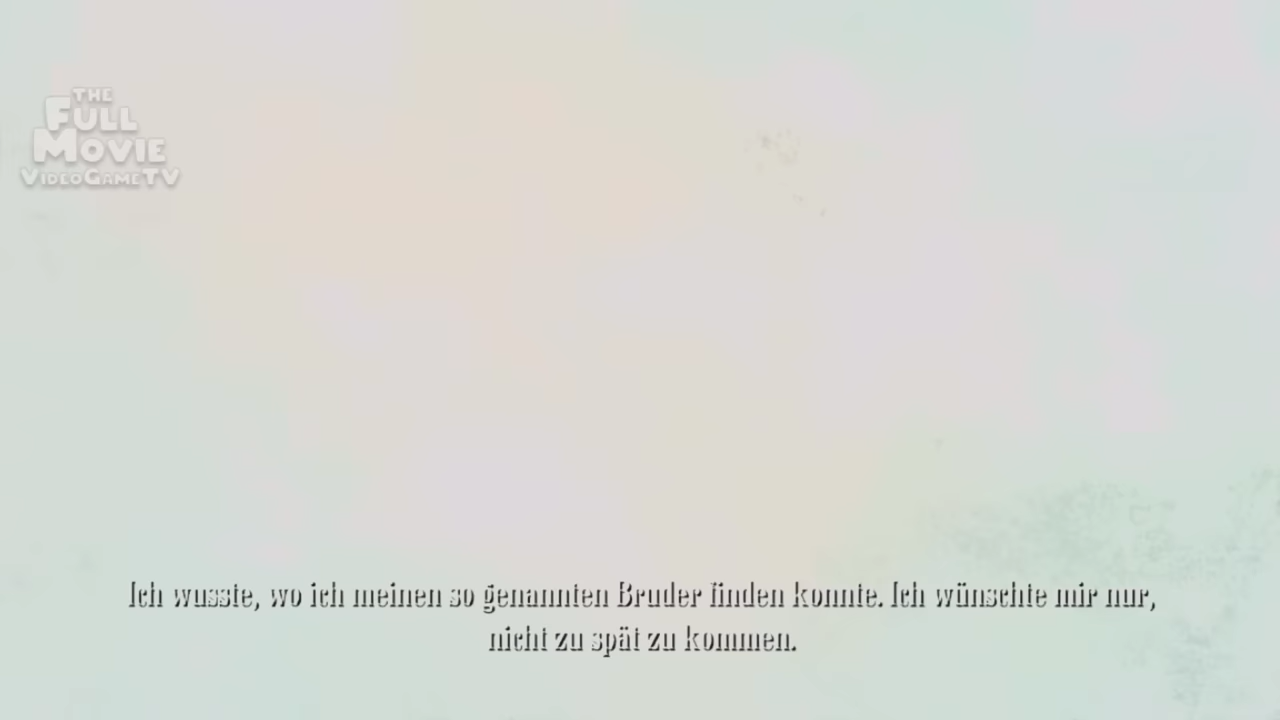 THE
FULL
MOVIE
VIDEOGAMETV
Ich wusste, wo ich meinen so genannten Bruder finden konnte. Ich wünschte mir nur,
nicht zu spät zu kommen.